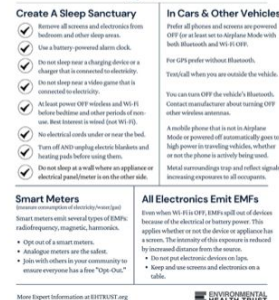 Create A Sleep Sanctuary
Remove all screens and electronics from
bedroom and other sleep areas.
Use a battery-powered alarm clock.
Do not sleep near a charging device or a
charger that is connected to electricity.
Do not sleep near a video game that is
connected to electricity.
At least power OFF wireless and Wi-Fi
before bedtime and other periods of non-
use. Best Interest is wired (not Wi-Fi).
No electrical cords under or near the bed.
Turn off AND unplug electric blankets and
heating pads before using them.
Do not sleep at a wall where an appliance or
electrical panel/meter is on the other side.
In Cars & Other Vehicles
Prefer all phones and screens are powered
OFF (or at least set to Airplane Mode with
both Bluetooth and Wi-Fi OFF.
For GPS prefer without Bluetooth.
Text/call when you are outside the vehicle.
You can turn OFF the vehicle's Bluetooth.
Contact manufacturer about turning OFF
other wireless antennas.
A mobile phone that is not in Airplane
Mode or powered off automatically goes to
high power in traveling vehicles, whether
or not the phone is actively being used.
Metal surroundings trap and reflect signals
increasing exposures to all occupants.
Smart Meters
(measure consumption of electricity/water/gas)
Smart meters emit several types of EMFs:
radiofrequency, magnetic, harmonics.
• Opt out of a smart meters.
• Analogue meters are the safest.
• Join with others in your community to
ensure everyone has a free "Opt-Out."
All Electronics Emit EMFs
Even when Wi-Fi is OFF, EMFs spill out of devices
because of the electrical or battery power. This
applies whether or not the device or appliance has
a screen. The intensity of this exposure is reduced
by increased distance from the source.
• Do not put electronic devices on laps.
• Keep and use screens and electronics on a
table.
More Expert Information at EHTRUST.org
ENVIRONMENTAL
HEALTH TRUST